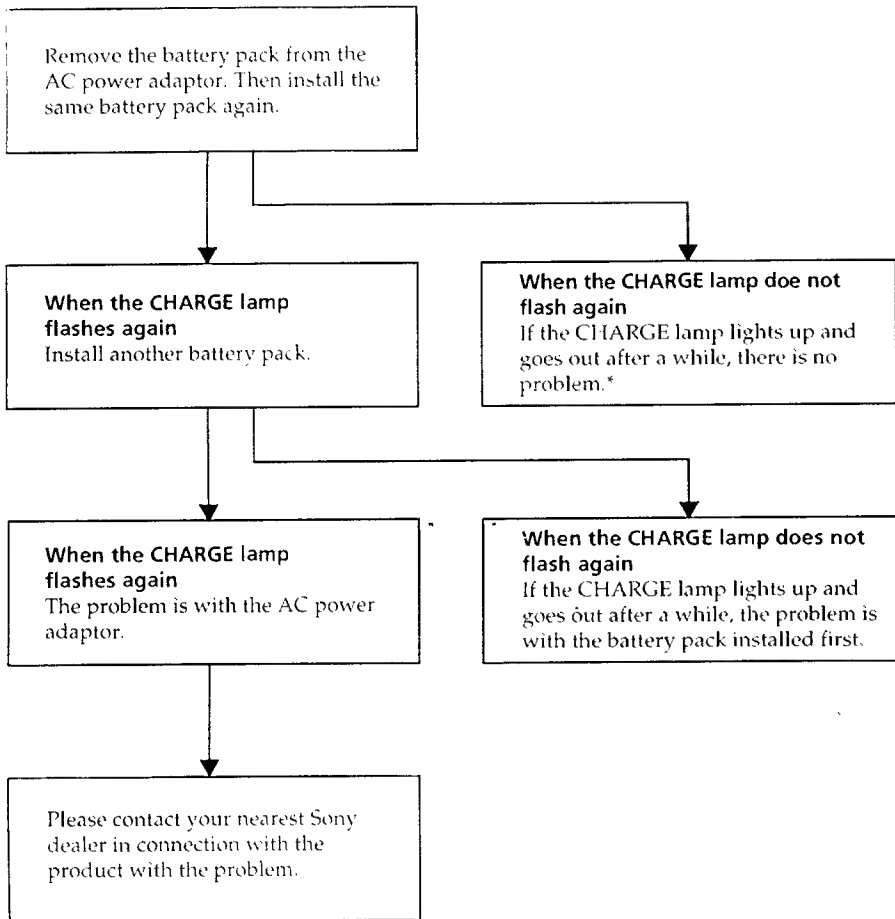 Remove the battery pack from the
AC power adaptor. Then install the
same battery pack again.
When the CHARGE lamp
flashes again
Install another battery pack.
When the CHARGE lamp doe not
flash again
If the CHARGE lamp lights up and
goes out after a while, there is no
problem.*
When the CHARGE lamp
flashes again
The problem is with the AC power
adaptor.
When the CHARGE lamp does not
flash again
If the CHARGE lamp lights up and
goes out after a while, the problem is
with the battery pack installed first.
Please contact your nearest Sony
dealer in connection with the
product with the problem.